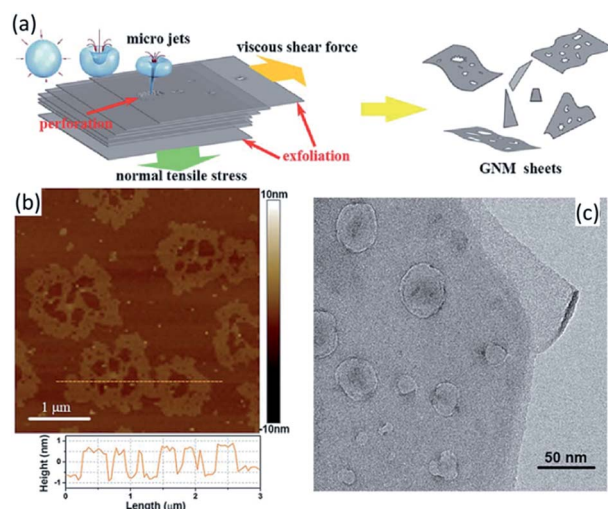 (a)
micro jets
viscous shear force
perforation
exfoliation
normal tensile stress
GNM sheets
(b)
10nm
-10nm
1 μm
Height (nm)
1
0
-1
0
1
2
3
Length (μm)
(c)
50 nm